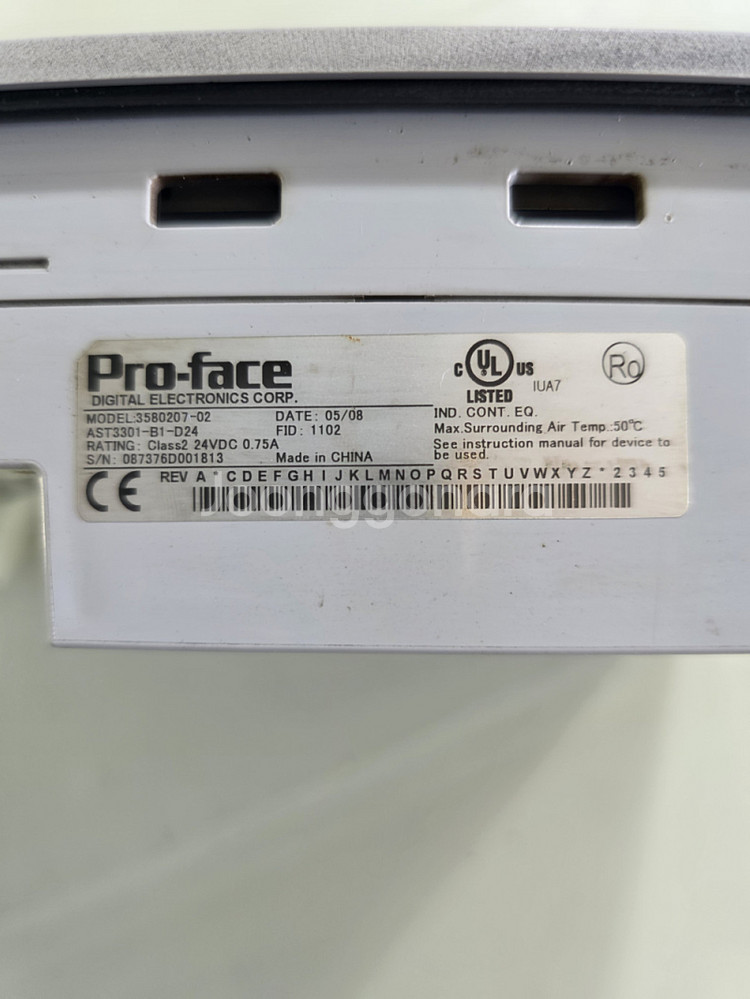 Pro-face
DIGITAL ELECTRONICS CORP.
MODEL:3580207-02 DATE: 05/08
AST3301-B1-D24 FID: 1102
RATING: Class2 24VDC 0.75A
S/N: 087376D001813 Made in CHINA
C UL US
LISTED
IUA7
Ro
IND. CONT. EQ.
Max.Surrounding Air Temp.:50°C
See instruction manual for device to
be used.
CE
REV A * C D E F G H I J K L M N O P Q R S T U V W X Y Z * 2 3 4 5
Joonggonara